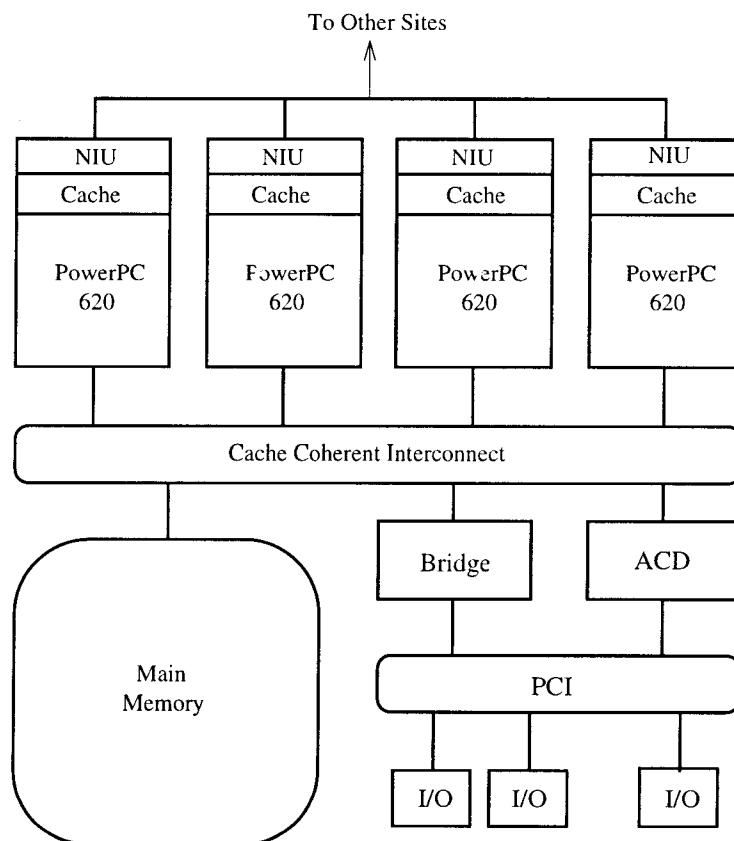 To Other Sites
NIU
NIU
NIU
NIU
Cache
Cache
Cache
Cache
PowerPC
620
PowerPC
620
PowerPC
620
PowerPC
620
Cache Coherent Interconnect
Bridge
ACD
Main
Memory
PCI
I/O
I/O
I/O